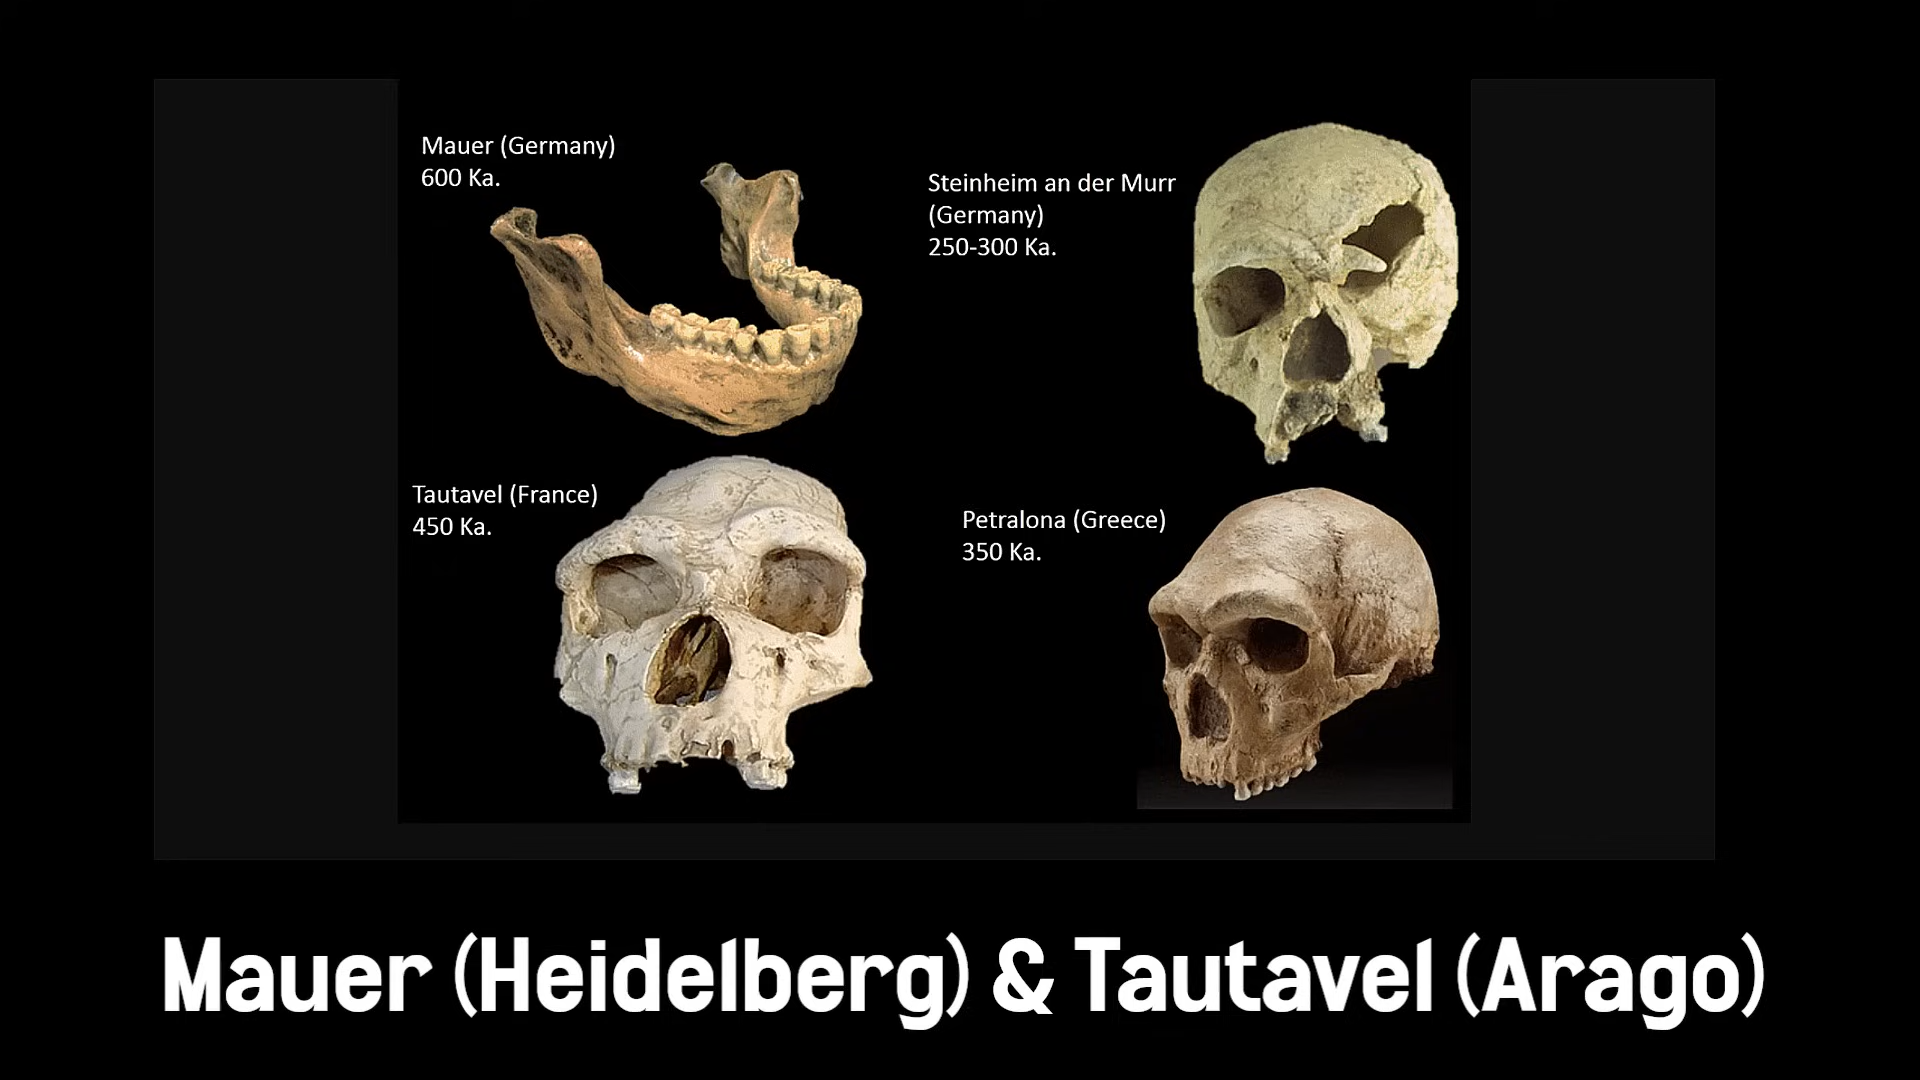 Mauer (Germany)
600 Ka.
Steinheim an der Murr
(Germany)
250-300 Ka.
Tautavel (France)
450 Ka.
Petralona (Greece)
350 Ka.
Mauer (Heidelberg) & Tautavel (Arago)